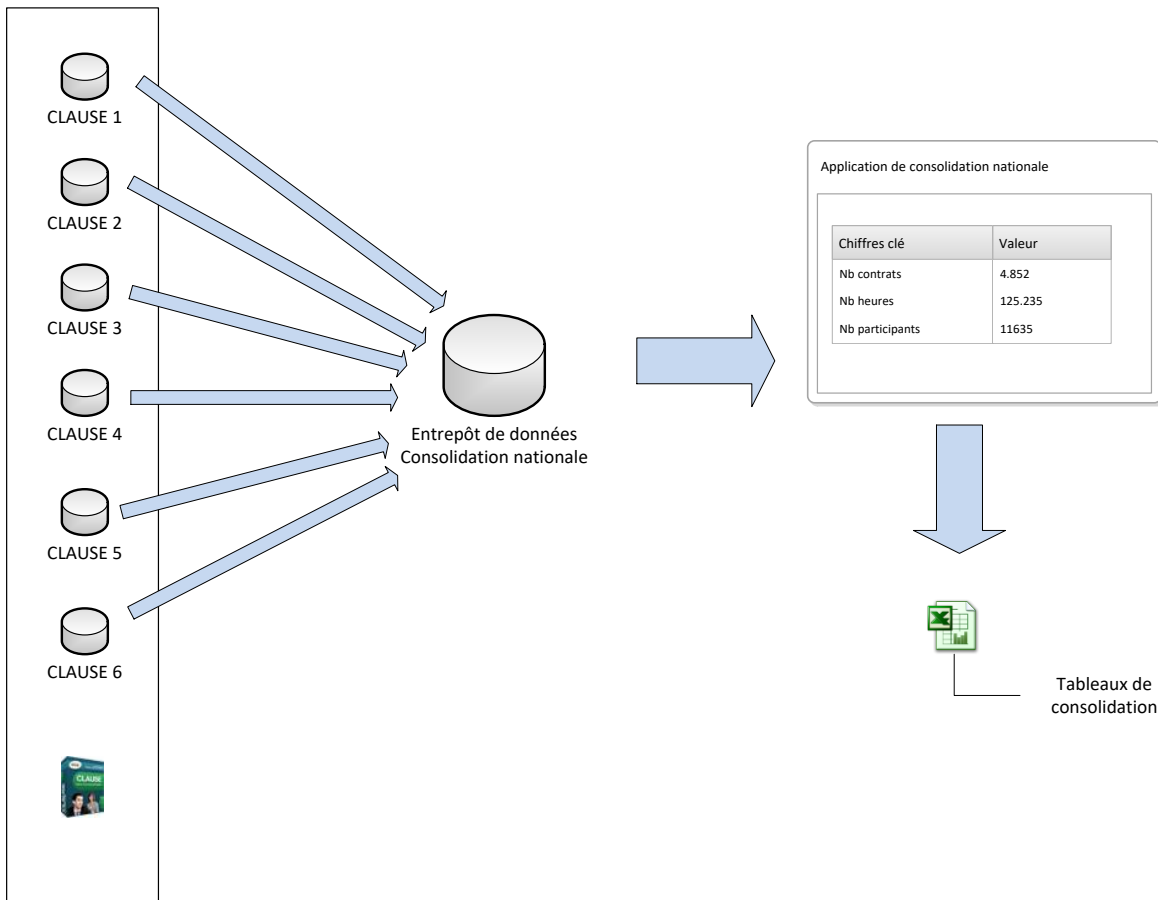 CLAUSE 1
CLAUSE 2
CLAUSE 3
CLAUSE 4
CLAUSE 5
CLAUSE 6
CLAUSE
Entrepôt de données
Consolidation nationale
Application de consolidation nationale
Chiffres clé Valeur
Nb contrats 4.852
Nb heures 125.235
Nb participants 11635
Tableaux de
consolidation